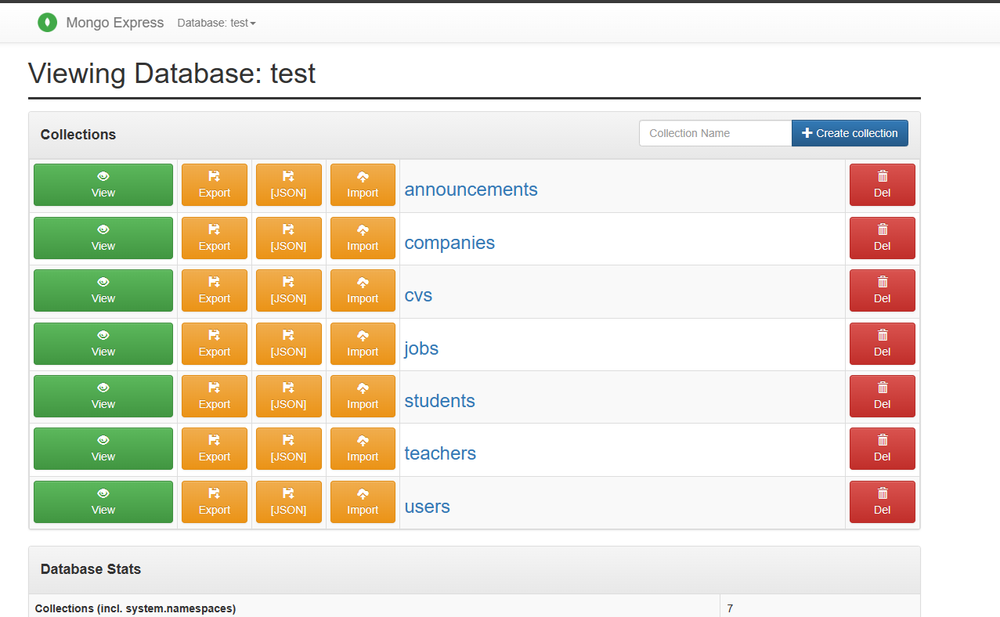 Mongo Express Database: test
Viewing Database: test
Collections Collection Name Create collection
View Export [JSON] Import announcements Del
View Export [JSON] Import companies Del
View Export [JSON] Import cvs Del
View Export [JSON] Import jobs Del
View Export [JSON] Import students Del
View Export [JSON] Import teachers Del
View Export [JSON] Import users Del
Database Stats
Collections (incl. system.namespaces) 7